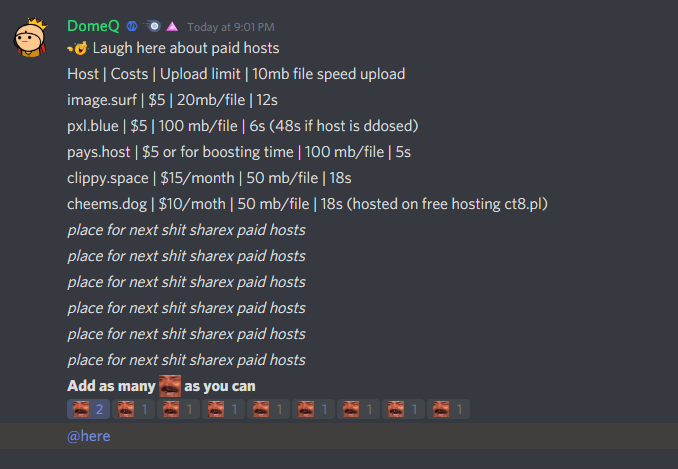 DomeQ Today at 9:01 PM
Laugh here about paid hosts
Host | Costs | Upload limit | 10mb file speed upload
image.surf | $5 | 20mb/file | 12s
pxl.blue | $5 | 100 mb/file | 6s (48s if host is ddosed)
pays.host | $5 or for boosting time | 100 mb/file | 5s
clippy.space | $15/month | 50 mb/file | 18s
cheems.dog | $10/moth | 50 mb/file | 18s (hosted on free hosting ct8.pl)
place for next shit sharex paid hosts
place for next shit sharex paid hosts
place for next shit sharex paid hosts
place for next shit sharex paid hosts
place for next shit sharex paid hosts
place for next shit sharex paid hosts
Add as many as you can
2 1 1 1 1 1 1 1 1
@here